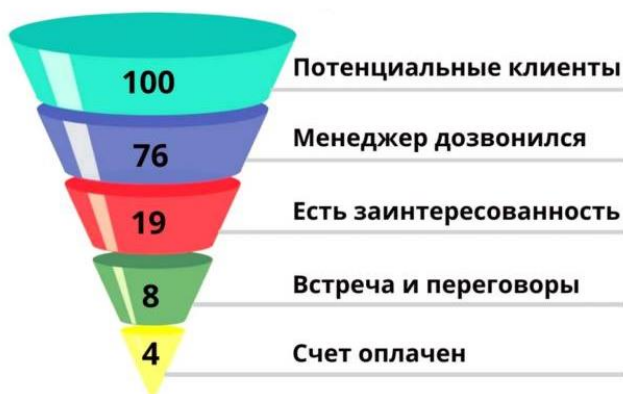 100
Потенциальные клиенты
76
Менеджер дозвонился
19
Есть заинтересованность
8
Встреча и переговоры
4
Счет оплачен